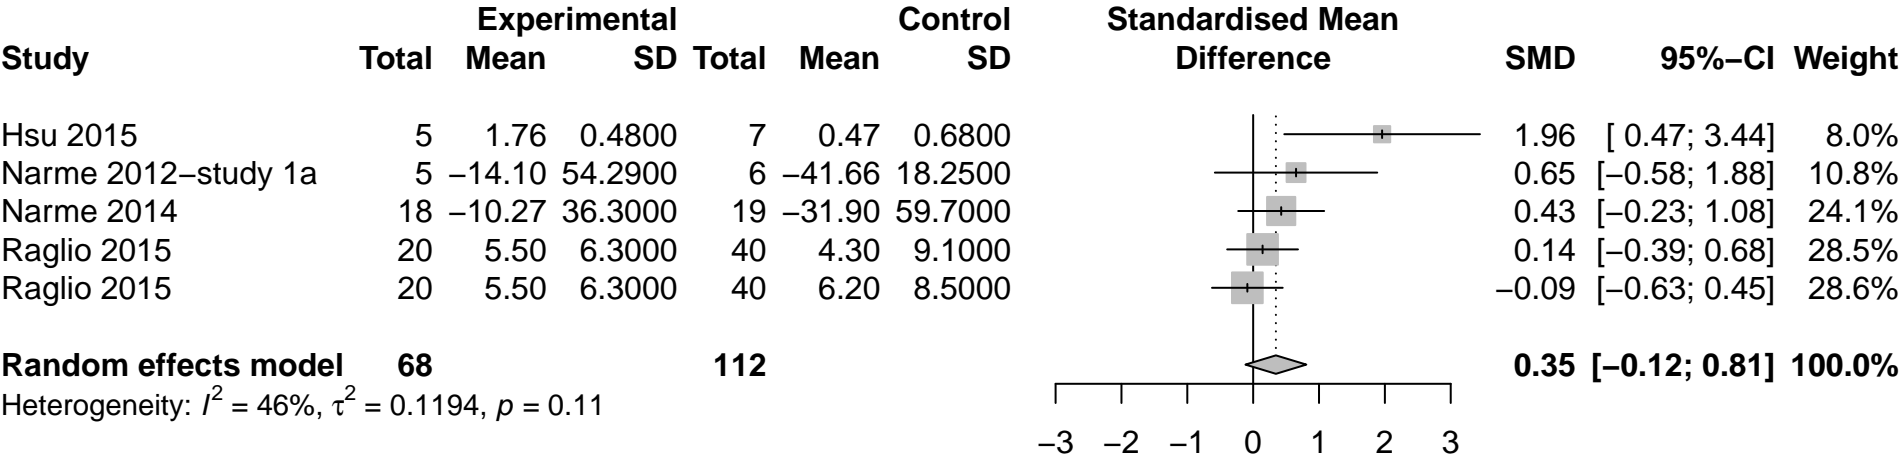 Experimental Control Standardised Mean
Study Total Mean SD Total Mean SD Difference SMD 95%−CI Weight
Hsu 2015 5 1.76 0.4800 7 0.47 0.6800 1.96 [ 0.47; 3.44] 8.0%
Narme 2012−study 1a 5 −14.10 54.2900 6 −41.66 18.2500 0.65 [−0.58; 1.88] 10.8%
Narme 2014 18 −10.27 36.3000 19 −31.90 59.7000 0.43 [−0.23; 1.08] 24.1%
Raglio 2015 20 5.50 6.3000 40 4.30 9.1000 0.14 [−0.39; 0.68] 28.5%
Raglio 2015 20 5.50 6.3000 40 6.20 8.5000 −0.09 [−0.63; 0.45] 28.6%
Random effects model 68 112 0.35 [−0.12; 0.81] 100.0%
Heterogeneity: I² = 46%, τ² = 0.1194, p = 0.11
−3 −2 −1 0 1 2 3